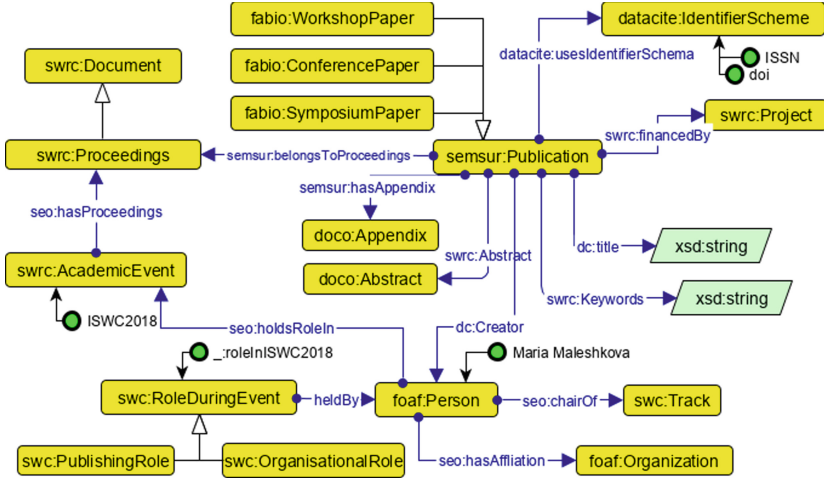 fabio:WorkshopPaper
datacite:IdentifierScheme
datacite:usesIdentifierSchema
ISSN
doi
swrc:Document
fabio:ConferencePaper
fabio:SymposiumPaper
swrc:Project
swrc:financedBy
swrc:Proceedings
semsur:belongsToProceedings
semsur:Publication
semsur:hasAppendix
seo:hasProceedings
doco:Appendix
dc:title
xsd:string
swrc:Abstract
swrc:AcademicEvent
doco:Abstract
swrc:Keywords
xsd:string
ISWC2018
seo:holdsRoleIn
dc:Creator
_:roleInISWC2018
Maria Maleshkova
swc:RoleDuringEvent
heldBy
foaf:Person
seo:chairOf
swc:Track
swc:PublishingRole
swc:OrganisationalRole
seo:hasAffliation
foaf:Organization